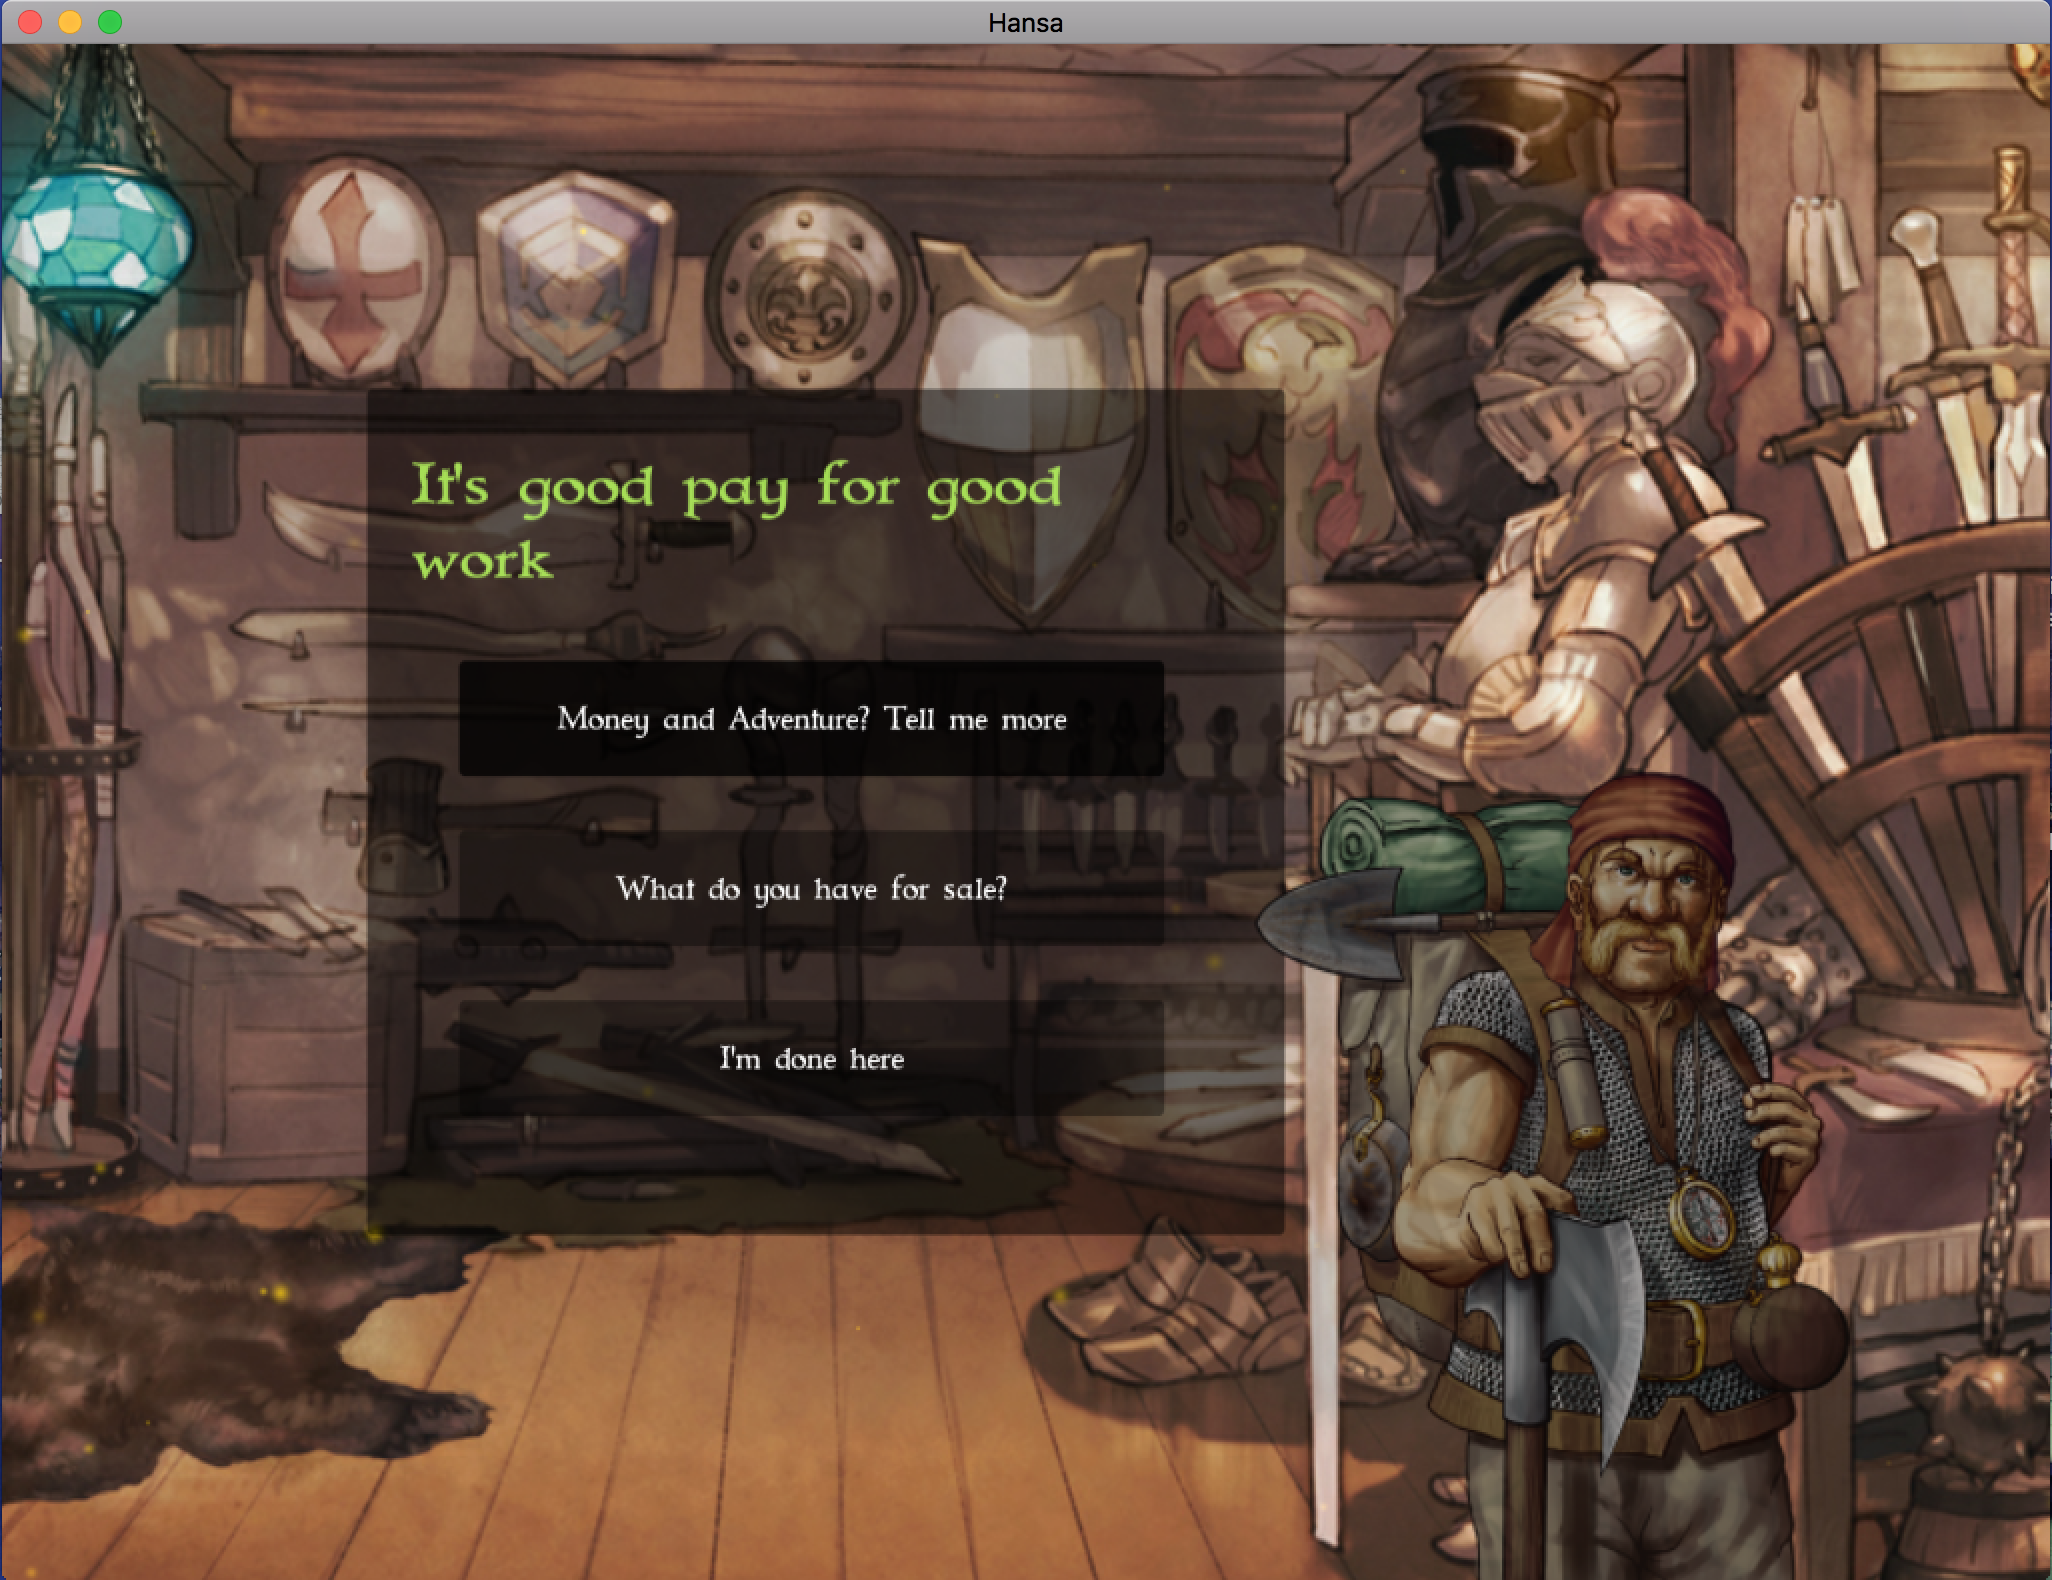 Hansa
It's good pay for good
work
Money and Adventure? Tell me more
What do you have for sale?
I'm done here